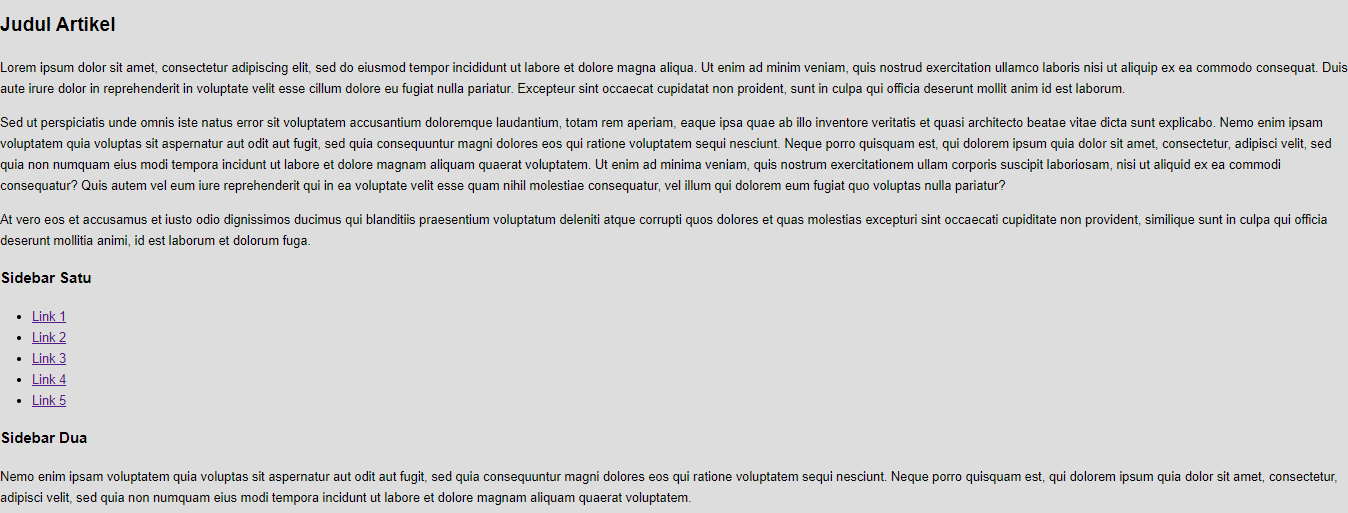 Judul Artikel
Lorem ipsum dolor sit amet, consectetur adipiscing elit, sed do eiusmod tempor incididunt ut labore et dolore magna aliqua. Ut enim ad minim veniam, quis nostrud exercitation ullamco laboris nisi ut aliquip ex ea commodo consequat. Duis
aute irure dolor in reprehenderit in voluptate velit esse cillum dolore eu fugiat nulla pariatur. Excepteur sint occaecat cupidatat non proident, sunt in culpa qui officia deserunt mollit anim id est laborum.
Sed ut perspiciatis unde omnis iste natus error sit voluptatem accusantium doloremque laudantium, totam rem aperiam, eaque ipsa quae ab illo inventore veritatis et quasi architecto beatae vitae dicta sunt explicabo. Nemo enim ipsam
voluptatem quia voluptas sit aspernatur aut odit aut fugit, sed quia consequuntur magni dolores eos qui ratione voluptatem sequi nesciunt. Neque porro quisquam est, qui dolorem ipsum quia dolor sit amet, consectetur, adipisci velit, sed
quia non numquam eius modi tempora incidunt ut labore et dolore magnam aliquam quaerat voluptatem. Ut enim ad minima veniam, quis nostrum exercitationem ullam corporis suscipit laboriosam, nisi ut aliquid ex ea commodi
consequatur? Quis autem vel eum iure reprehenderit qui in ea voluptate velit esse quam nihil molestiae consequatur, vel illum qui dolorem eum fugiat quo voluptas nulla pariatur?
At vero eos et accusamus et iusto odio dignissimos ducimus qui blanditiis praesentium voluptatum deleniti atque corrupti quos dolores et quas molestias excepturi sint occaecati cupiditate non provident, similique sunt in culpa qui officia
deserunt mollitia animi, id est laborum et dolorum fuga.
Sidebar Satu
• Link 1
• Link 2
• Link 3
• Link 4
• Link 5
Sidebar Dua
Nemo enim ipsam voluptatem quia voluptas sit aspernatur aut odit aut fugit, sed quia consequuntur magni dolores eos qui ratione voluptatem sequi nesciunt. Neque porro quisquam est, qui dolorem ipsum quia dolor sit amet, consectetur,
adipisci velit, sed quia non numquam eius modi tempora incidunt ut labore et dolore magnam aliquam quaerat voluptatem.